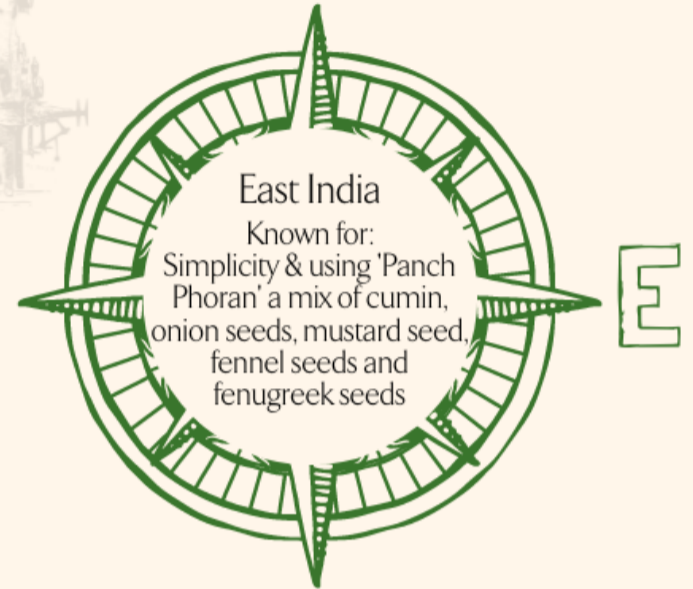 East India
Known for:
Simplicity & using 'Panch
Phoran' a mix of cumin,
onion seeds, mustard seed,
fennel seeds and
fenugreek seeds
E